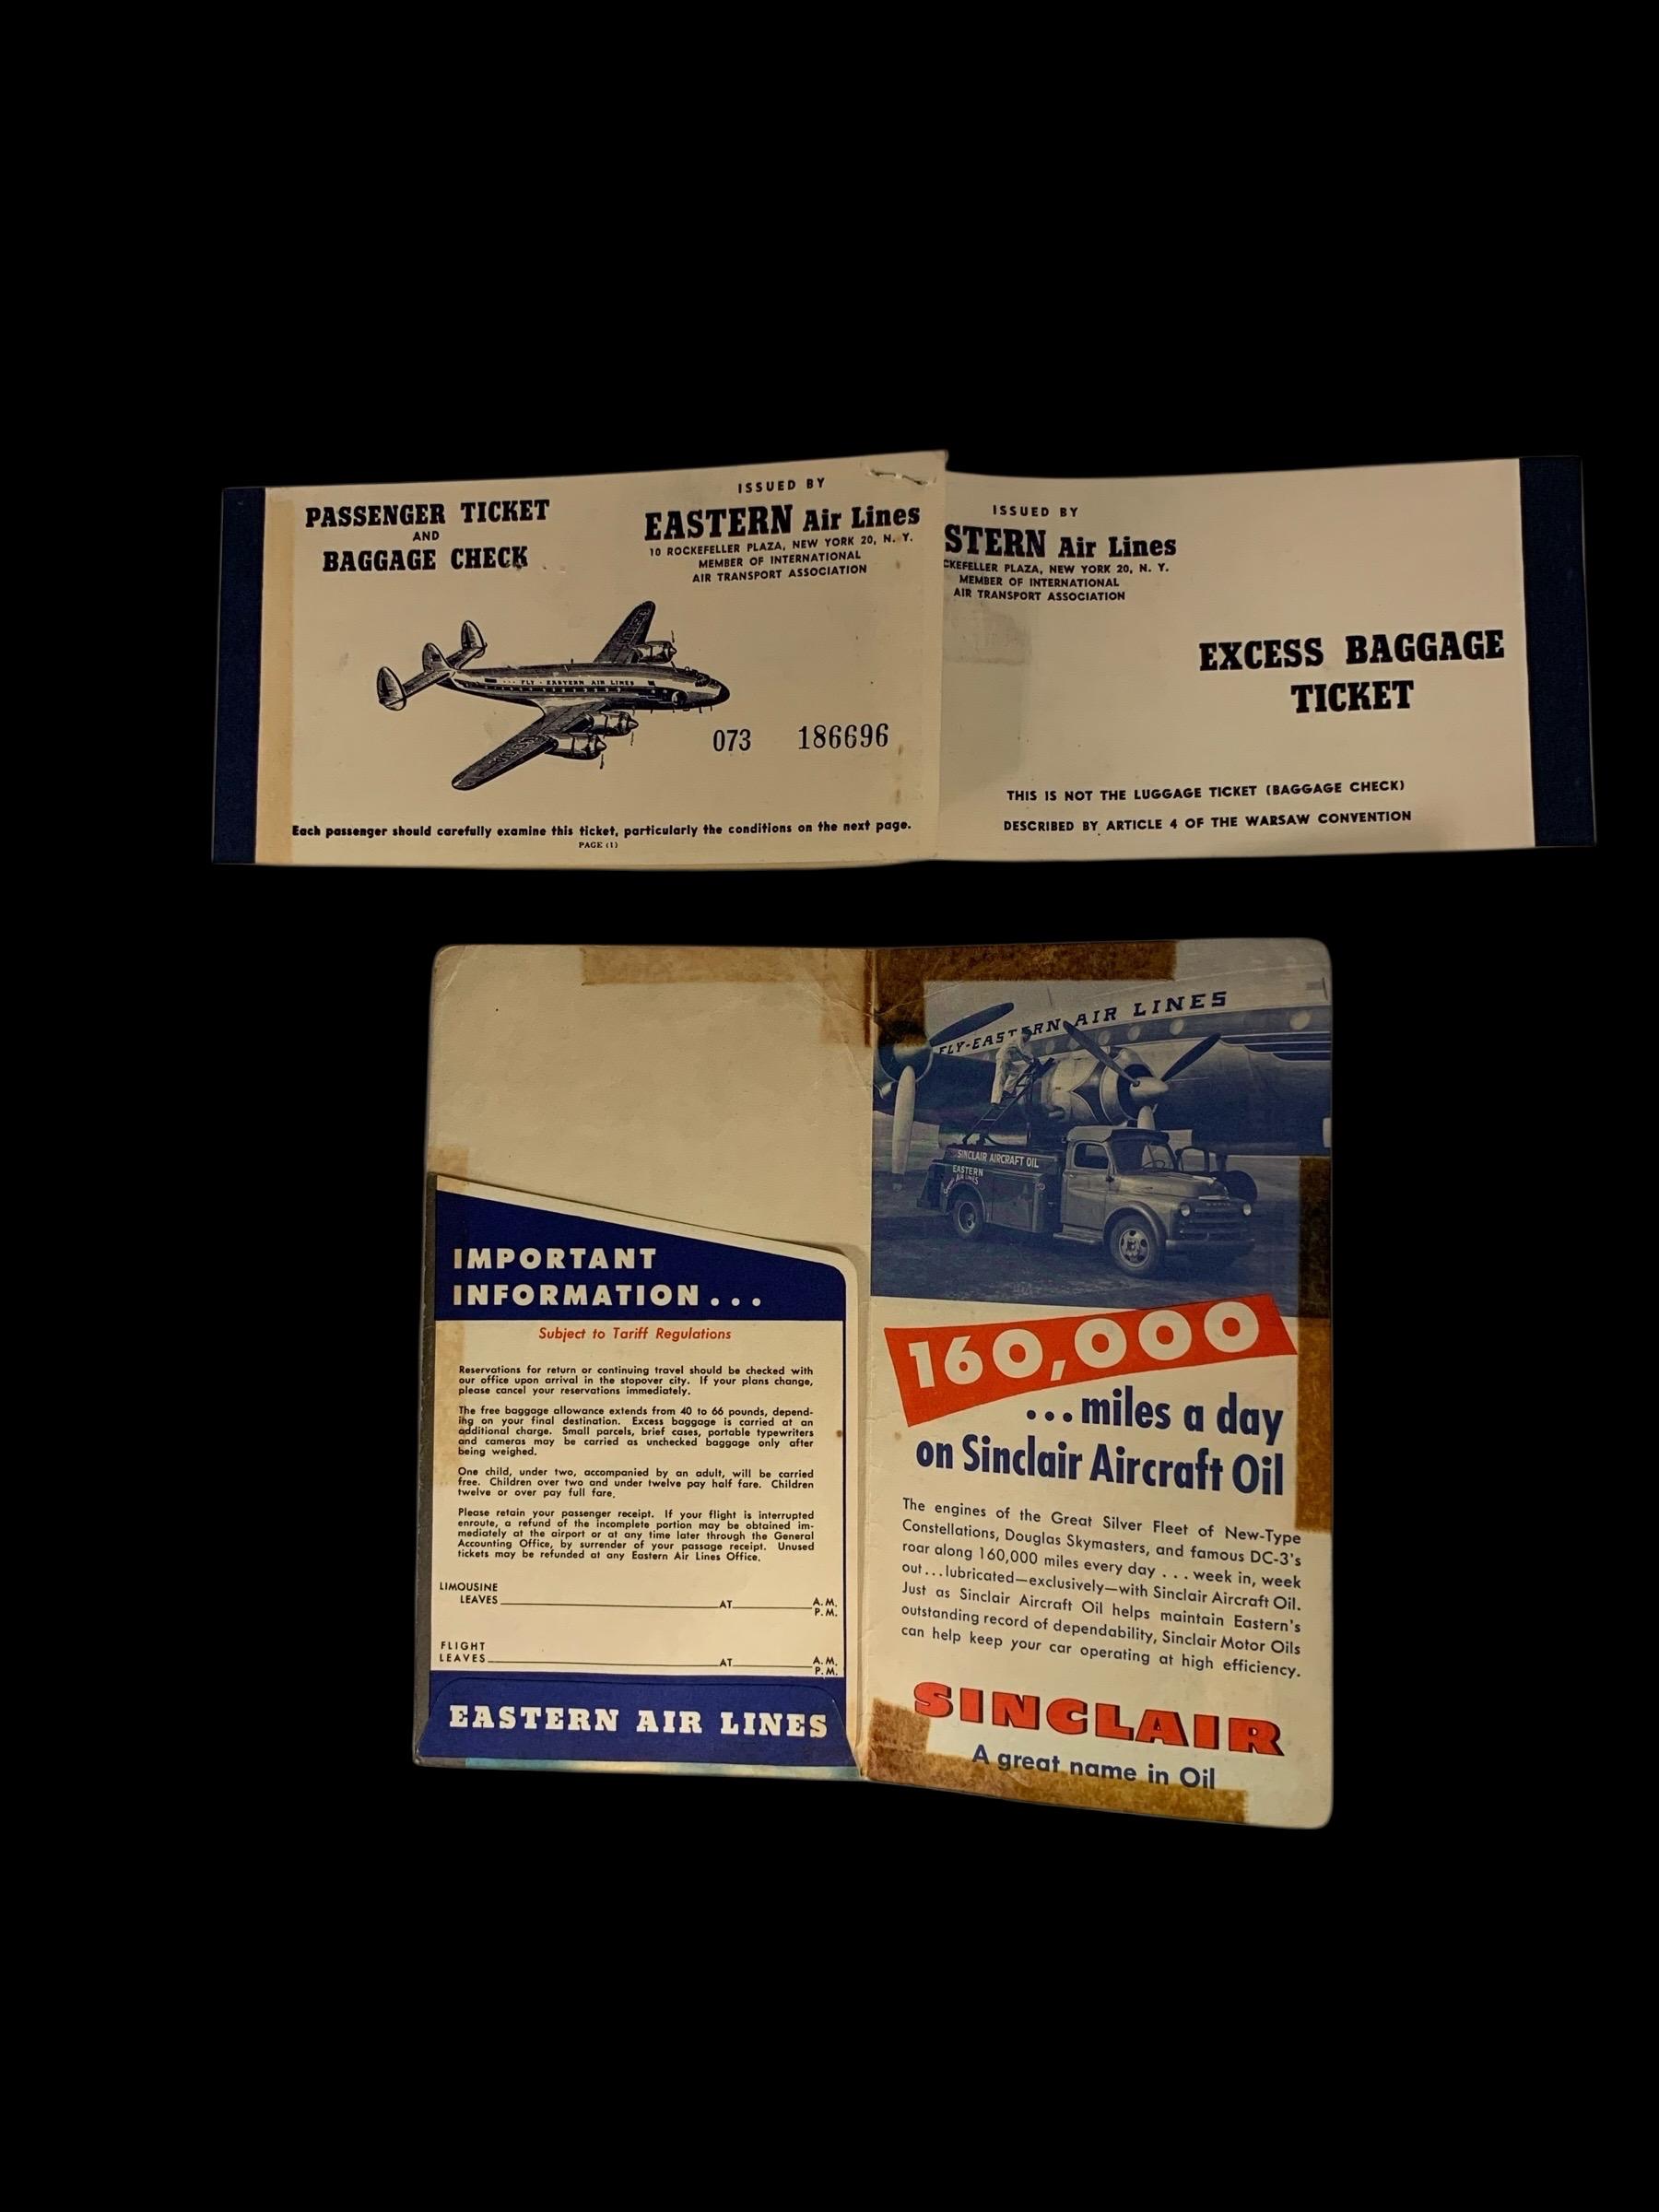 PASSENGER TICKET
AND
BAGGAGE CHECK
ISSUED BY
EASTERN Air Lines
10 ROCKEFELLER PLAZA, NEW YORK 20, N. Y.
MEMBER OF INTERNATIONAL
AIR TRANSPORT ASSOCIATION
FLY - EASTERN AIR LINES
073 186696
Each passenger should carefully examine this ticket, particularly the conditions on the next page.
PAGE (1)
ISSUED BY
STERN Air Lines
CKEFELLER PLAZA, NEW YORK 20, N. Y.
MEMBER OF INTERNATIONAL
AIR TRANSPORT ASSOCIATION
EXCESS BAGGAGE
TICKET
THIS IS NOT THE LUGGAGE TICKET (BAGGAGE CHECK)
DESCRIBED BY ARTICLE 4 OF THE WARSAW CONVENTION
IMPORTANT
INFORMATION...
Subject to Tariff Regulations
Reservations for return or continuing travel should be checked with
our office upon arrival in the stopover city. If your plans change,
please cancel your reservations immediately.
The free baggage allowance extends from 40 to 66 pounds, depend-
ing on your final destination. Excess baggage is carried at an
additional charge. Small parcels, brief cases, portable typewriters
and cameras may be carried as unchecked baggage only after
being weighed.
One child, under two, accompanied by an adult, will be carried
free. Children over two and under twelve pay half fare. Children
twelve or over pay full fare.
Please retain your passenger receipt. If your flight is interrupted
enroute, a refund of the incomplete portion may be obtained im-
mediately at the airport or at any time later through the General
Accounting Office, by surrender of your passage receipt. Unused
tickets may be refunded at any Eastern Air Lines Office.
LIMOUSINE
LEAVES AT A.M.
P.M.
FLIGHT
LEAVES AT A.M.
P.M.
EASTERN AIR LINES
FLY-EASTERN AIR LINES
SINCLAIR AIRCRAFT OIL
EASTERN
AIR LINES
160,000
...miles a day
on Sinclair Aircraft Oil
The engines of the Great Silver Fleet of New-Type
Constellations, Douglas Skymasters, and famous DC-3's
roar along 160,000 miles every day . . . week in, week
out...lubricated—exclusively—with Sinclair Aircraft Oil.
Just as Sinclair Aircraft Oil helps maintain Eastern's
outstanding record of dependability, Sinclair Motor Oils
can help keep your car operating at high efficiency.
SINCLAIR
A great name in Oil